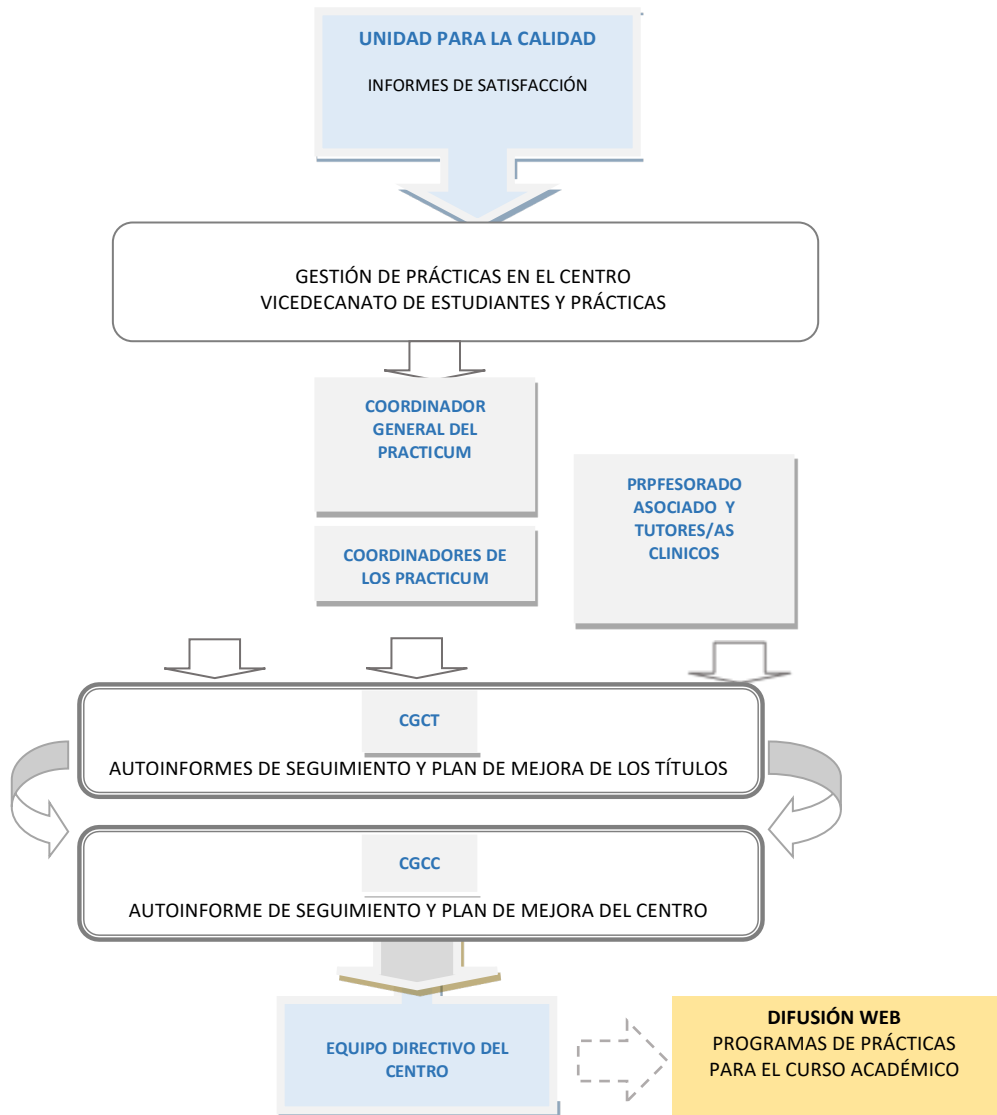 UNIDAD PARA LA CALIDAD
INFORMES DE SATISFACCIÓN
GESTIÓN DE PRÁCTICAS EN EL CENTRO
VICEDECANATO DE ESTUDIANTES Y PRÁCTICAS
COORDINADOR
GENERAL DEL
PRACTICUM
PRPFESORADO
ASOCIADO Y
TUTORES/AS
CLINICOS
COORDINADORES DE
LOS PRACTICUM
CGCT
AUTOINFORMES DE SEGUIMIENTO Y PLAN DE MEJORA DE LOS TÍTULOS
CGCC
AUTOINFORME DE SEGUIMIENTO Y PLAN DE MEJORA DEL CENTRO
EQUIPO DIRECTIVO DEL
CENTRO
DIFUSIÓN WEB
PROGRAMAS DE PRÁCTICAS
PARA EL CURSO ACADÉMICO